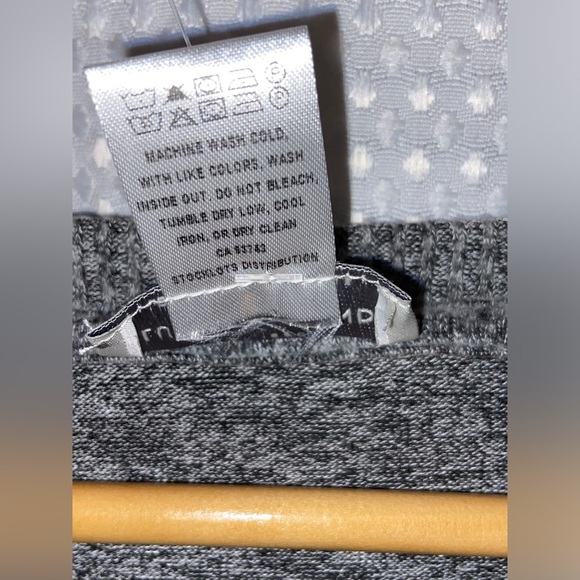 MACHINE WASH COLD,
WITH LIKE COLORS, WASH
INSIDE OUT. DO NOT BLEACH,
TUMBLE DRY LOW, COOL
IRON, OR DRY CLEAN
CA 53743
STOCKLOTS DISTRIBUTION